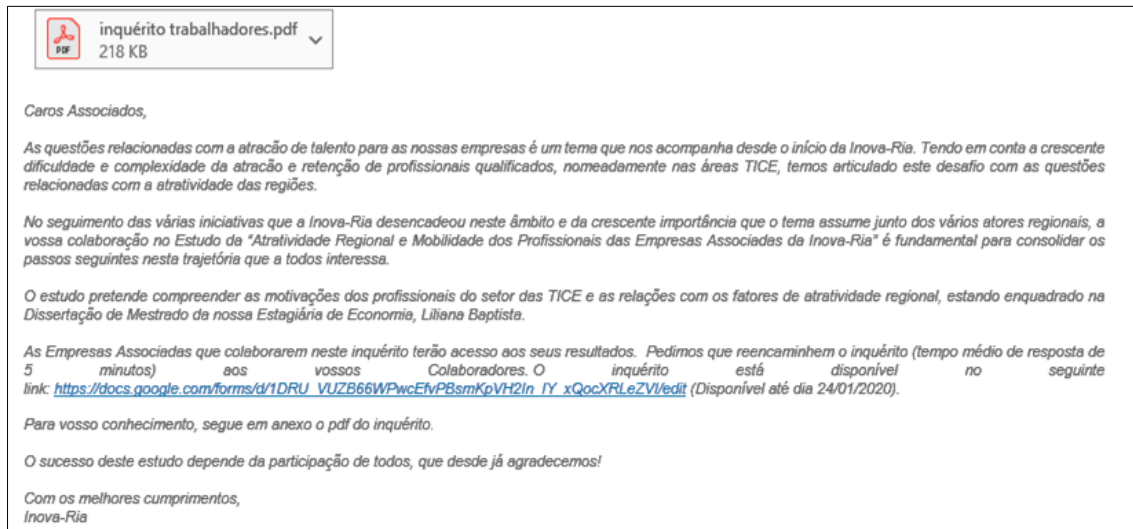 inquérito trabalhadores.pdf
PDF
218 KB
Caros Associados,
As questões relacionadas com a atracão de talento para as nossas empresas é um tema que nos acompanha desde o início da Inova-Ria. Tendo em conta a crescente
dificuldade e complexidade da atracão e retenção de profissionais qualificados, nomeadamente nas áreas TICE, temos articulado este desafio com as questões
relacionadas com a atratividade das regiões.
No seguimento das várias iniciativas que a Inova-Ria desencadeou neste âmbito e da crescente importância que o tema assume junto dos vários atores regionais, a
vossa colaboração no Estudo da “Atratividade Regional e Mobilidade dos Profissionais das Empresas Associadas da Inova-Ria” é fundamental para consolidar os
passos seguintes nesta trajetória que a todos interessa.
O estudo pretende compreender as motivações dos profissionais do setor das TICE e as relações com os fatores de atratividade regional, estando enquadrado na
Dissertação de Mestrado da nossa Estagiária de Economia, Liliana Baptista.
As Empresas Associadas que colaborarem neste inquérito terão acesso aos seus resultados. Pedimos que reencaminhem o inquérito (tempo médio de resposta de
5 minutos) aos vossos Colaboradores. O inquérito está disponível no seguinte
link: https://docs.google.com/forms/d/1DRU_VUZB66WPwcEfvPBsmKpVH2In_IY_xQocXRLeZVI/edit (Disponível até dia 24/01/2020).
Para vosso conhecimento, segue em anexo o pdf do inquérito.
O sucesso deste estudo depende da participação de todos, que desde já agradecemos!
Com os melhores cumprimentos,
Inova-Ria